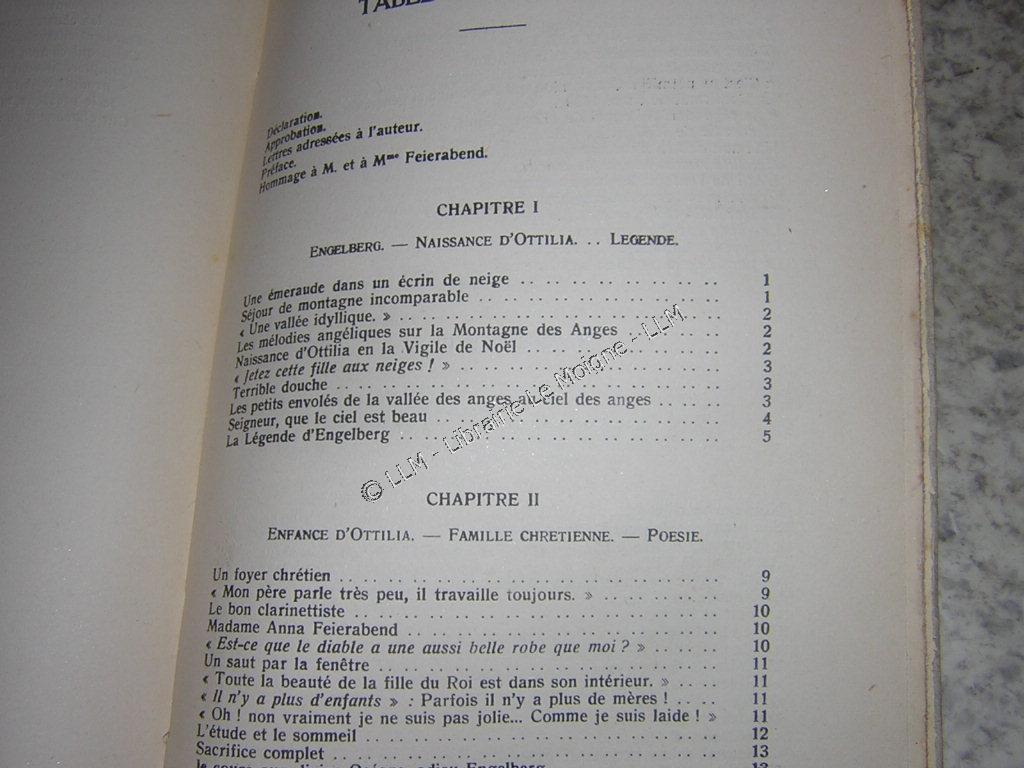 TABLE
Déclaration.
Approbation.
Lettres adressées à l'auteur.
Préface.
Hommage à M. et à Mme Feierabend.
CHAPITRE I
ENGELBERG. — NAISSANCE D'OTTILIA. .. LEGENDE.
Une émeraude dans un écrin de neige .. .. .. .. .. .. 1
Séjour de montagne incomparable .. .. .. .. .. .. .. 1
« Une vallée idyllique. » .. .. .. .. .. .. .. .. .. 2
Les mélodies angéliques sur la Montagne des Anges .. .. .. 2
Naissance d'Ottilia en la Vigile de Noël .. .. .. .. .. 2
« Jetez cette fille aux neiges ! » .. .. .. .. .. .. .. 3
Terrible douche .. .. .. .. .. .. .. .. .. .. .. 3
Les petits envolés de la vallée des anges au ciel des anges .. .. 3
Seigneur, que le ciel est beau .. .. .. .. .. .. .. .. 4
La Légende d'Engelberg .. .. .. .. .. .. .. .. .. 5
© LLM - Librairie Le Moigne - LLM
CHAPITRE II
ENFANCE D'OTTILIA. — FAMILLE CHRETIENNE. — POESIE.
Un foyer chrétien .. .. .. .. .. .. .. .. .. .. .. 9
« Mon père parle très peu, il travaille toujours. » .. .. .. 9
Le bon clarinettiste .. .. .. .. .. .. .. .. .. .. 10
Madame Anna Feierabend .. .. .. .. .. .. .. .. .. 10
« Est-ce que le diable a une aussi belle robe que moi ? » .. .. 10
Un saut par la fenêtre .. .. .. .. .. .. .. .. .. .. 11
« Toute la beauté de la fille du Roi est dans son intérieur. » .. .. 11
« Il n'y a plus d'enfants » : Parfois il n'y a plus de mères ! .. .. 11
« Oh ! non vraiment je ne suis pas jolie... Comme je suis laide ! » 11
L'étude et le sommeil .. .. .. .. .. .. .. .. .. .. 12
Sacrifice complet .. .. .. .. .. .. .. .. .. .. .. 13
adieu Engelberg